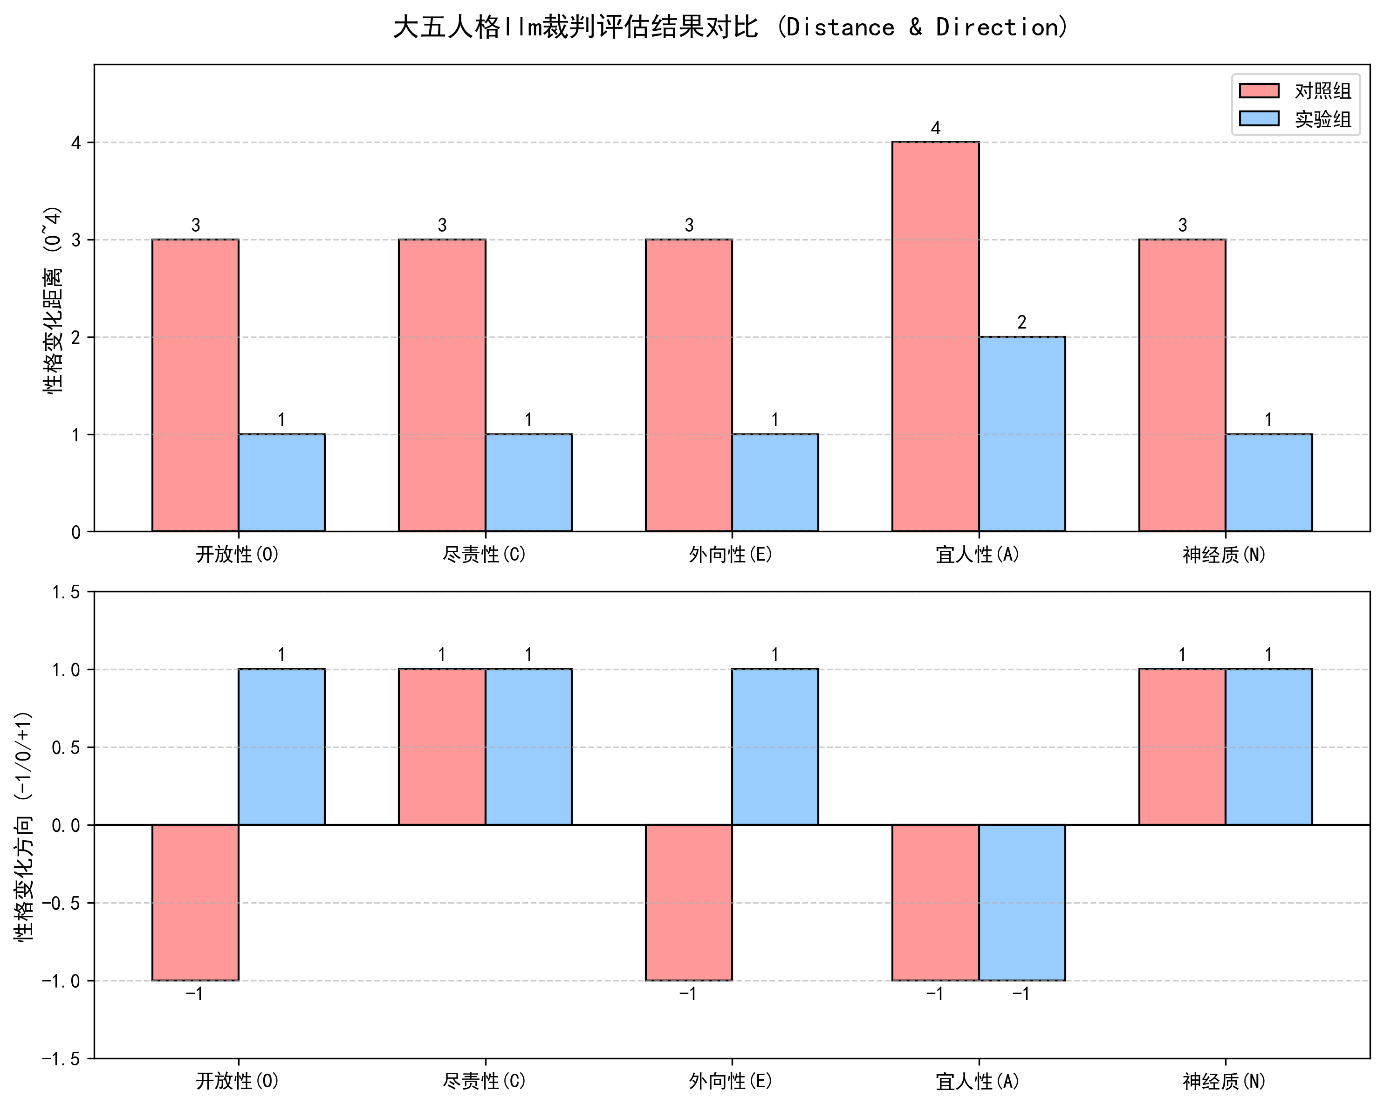 大五人格llm裁判评估结果对比 (Distance & Direction)
对照组
实验组
性格变化距离 (0~4)
4
3
2
1
0
3
1
3
1
3
1
4
2
3
1
开放性(O)
尽责性(C)
外向性(E)
宜人性(A)
神经质(N)
性格变化方向 (-1/0/+1)
1.5
1.0
0.5
0.0
-0.5
-1.0
-1.5
-1
1
1
1
-1
1
-1
-1
1
1
开放性(O)
尽责性(C)
外向性(E)
宜人性(A)
神经质(N)